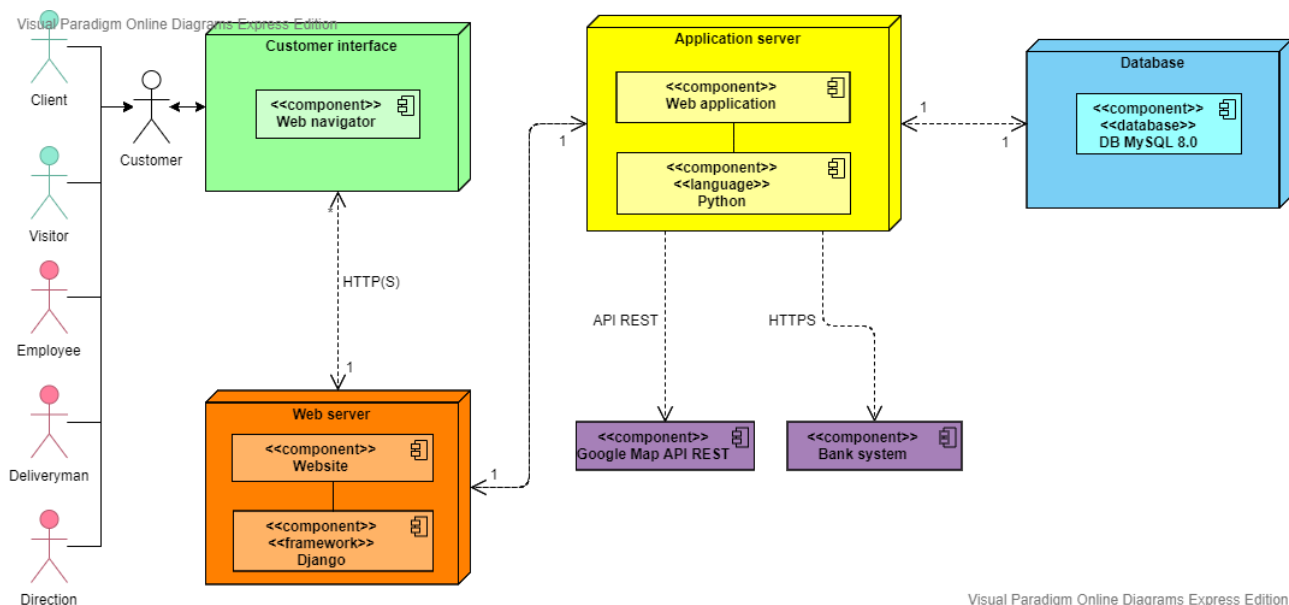 Visual Paradigm Online Diagrams Express Edition
Client
Visitor
Employee
Deliveryman
Direction
Customer
Customer interface
<<component>>
Web navigator
*
HTTP(S)
1
Web server
<<component>>
Website
<<component>>
<<framework>>
Django
1
1
Application server
<<component>>
Web application
<<component>>
<<language>>
Python
1
1
Database
<<component>>
<<database>>
DB MySQL 8.0
API REST
HTTPS
<<component>>
Google Map API REST
<<component>>
Bank system
Visual Paradigm Online Diagrams Express Edition